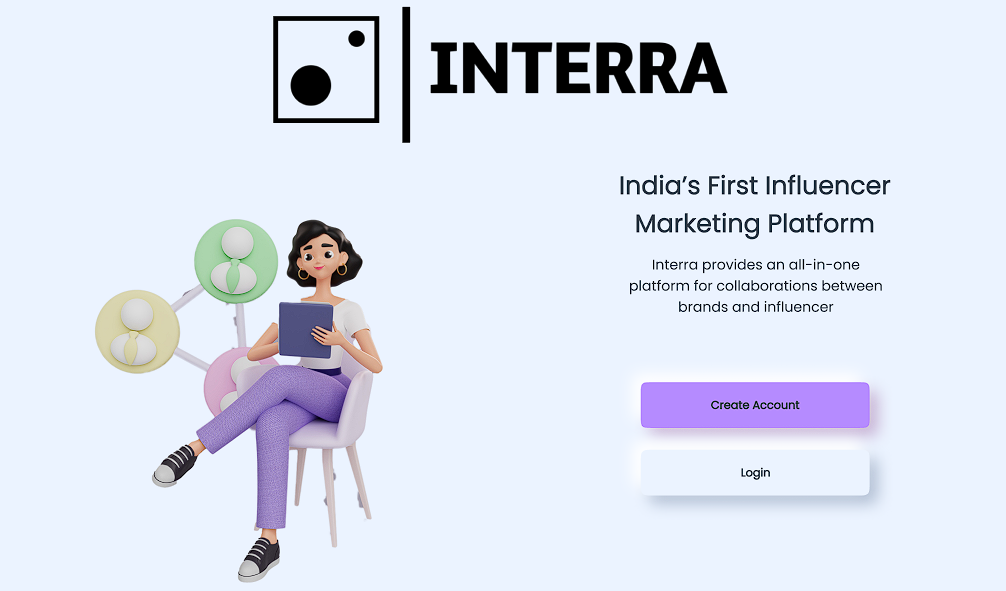 INTERRA
India's First Influencer
Marketing Platform
Interra provides an all-in-one
platform for collaborations between
brands and influencer
Create Account
Login